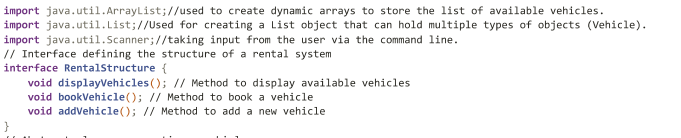 import java.util.ArrayList;//used to create dynamic arrays to store the list of available vehicles.
import java.util.List;//Used for creating a List object that can hold multiple types of objects (Vehicle).
import java.util.Scanner;//taking input from the user via the command line.
// Interface defining the structure of a rental system
interface RentalStructure {
    void displayVehicles(); // Method to display available vehicles
    void bookVehicle(); // Method to book a vehicle
    void addVehicle(); // Method to add a new vehicle
}